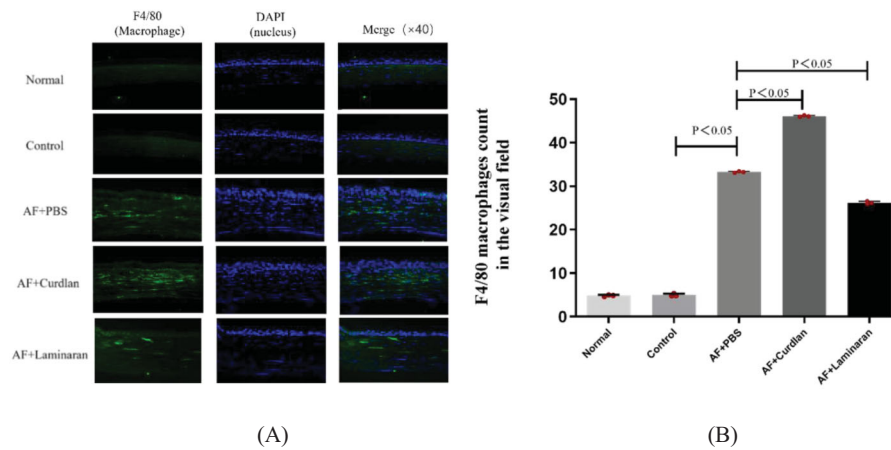 F4/80
(Macrophage)
DAPI
(nucleus)
Merge (×40)
Normal
Control
AF+PBS
AF+Curdlan
AF+Laminaran
(A)
F4/80 macrophages count
in the visual field
50
40
30
20
10
0
P<0.05
P<0.05
P<0.05
Normal
Control
AF+PBS
AF+Curdlan
AF+Laminaran
(B)